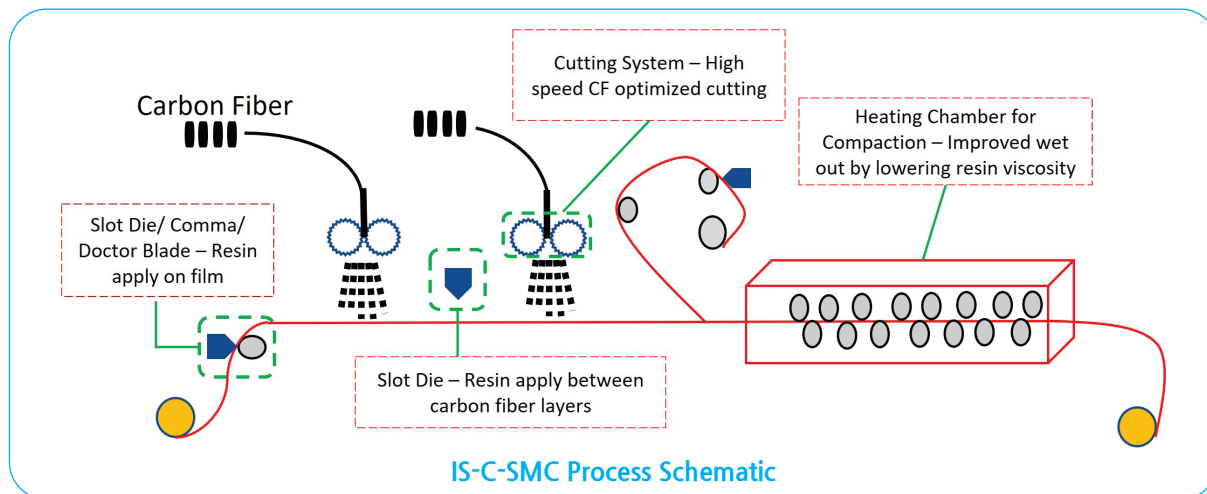 Cutting System – High
speed CF optimized cutting
Carbon Fiber
Heating Chamber for
Compaction – Improved wet
out by lowering resin viscosity
Slot Die/ Comma/
Doctor Blade – Resin
apply on film
Slot Die – Resin apply between
carbon fiber layers
IS-C-SMC Process Schematic